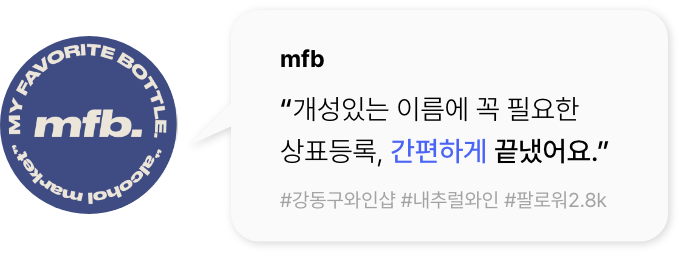 MY FAVORITE BOTTLE.
mfb.
"alcohol market"
mfb
“개성있는 이름에 꼭 필요한
상표등록, 간편하게 끝냈어요.”
#강동구와인샵 #내추럴와인 #팔로워2.8k